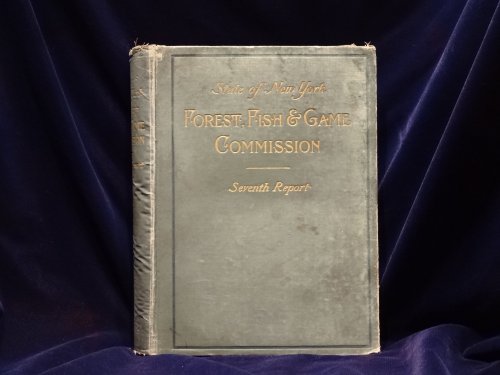 State of New York
FOREST, FISH & GAME
COMMISSION
Seventh Report